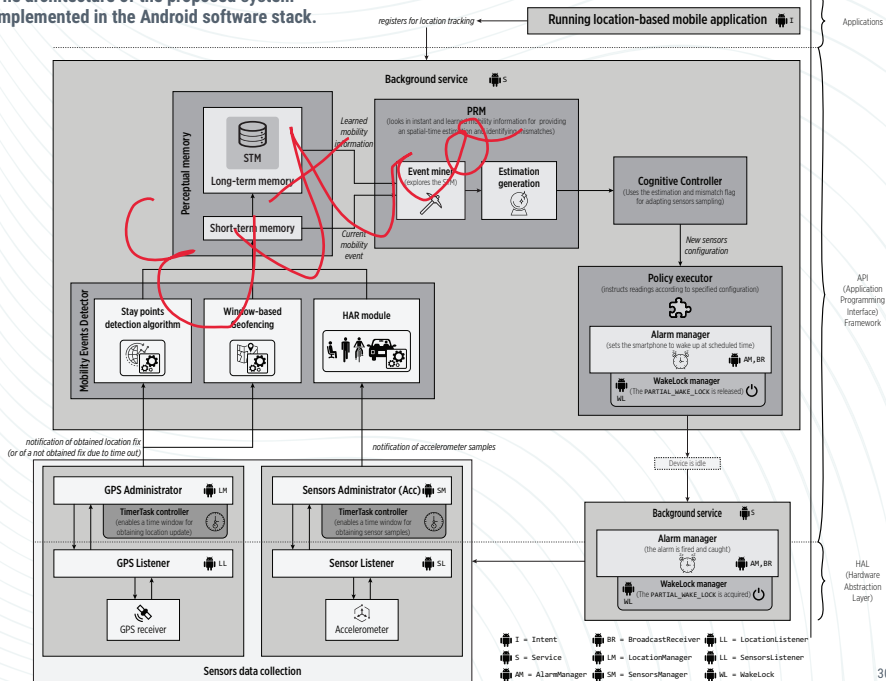 The architecture of the proposed system
implemented in the Android software stack.
registers for location tracking
Running location-based mobile application
I
Applications
Background service
S
Perceptual memory
STM
Long-term memory
Short-term memory
Learned
mobility
information
Current
mobility
event
PRM
(looks in instant and learned mobility information for providing
an spatial-time estimation and identifying mismatches)
Event miner
(explores the STM)
Estimation
generation
Cognitive Controller
(Uses the estimation and mismatch flag
for adapting sensors sampling)
New sensors
configuration
Mobility Events Detector
Stay points
detection algorithm
Window-based
Geofencing
HAR module
Policy executor
(instructs readings according to specified configuration)
Alarm manager
(sets the smartphone to wake up at scheduled time)
AM,BR
WakeLock manager
(The PARTIAL_WAKE_LOCK is released)
WL
API
(Application
Programming
Interface)
Framework
notification of obtained location fix
(or of a not obtained fix due to time out)
notification of accelerometer samples
Device is idle
GPS Administrator
LM
TimerTask controller
(enables a time window for
obtaining location update)
GPS Listener
LL
GPS receiver
Sensors Administrator (Acc)
SM
TimerTask controller
(enables a time window for
obtaining sensor samples)
Sensor Listener
SL
Accelerometer
Sensors data collection
Background service
S
Alarm manager
(the alarm is fired and caught)
AM,BR
WakeLock manager
(The PARTIAL_WAKE_LOCK is acquired)
WL
HAL
(Hardware
Abstraction
Layer)
I = Intent
BR = BroadcastReceiver
LL = LocationListener
S = Service
LM = LocationManager
LL = SensorsListener
AM = AlarmManager
SM = SensorsManager
WL = WakeLock